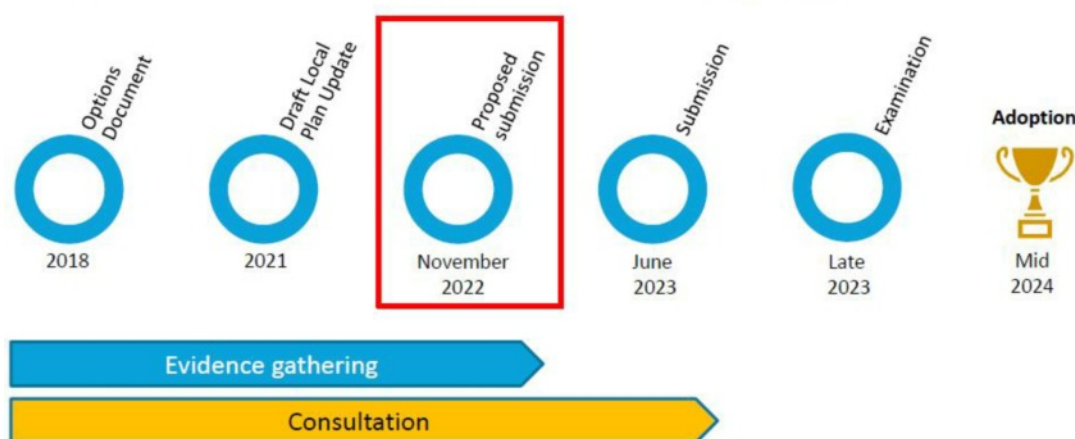 Options
Document
Draft Local
Plan Update
Proposed
submission
Submission
Examination
Adoption
2018
2021
November
2022
June
2023
Late
2023
Mid
2024
Evidence gathering
Consultation